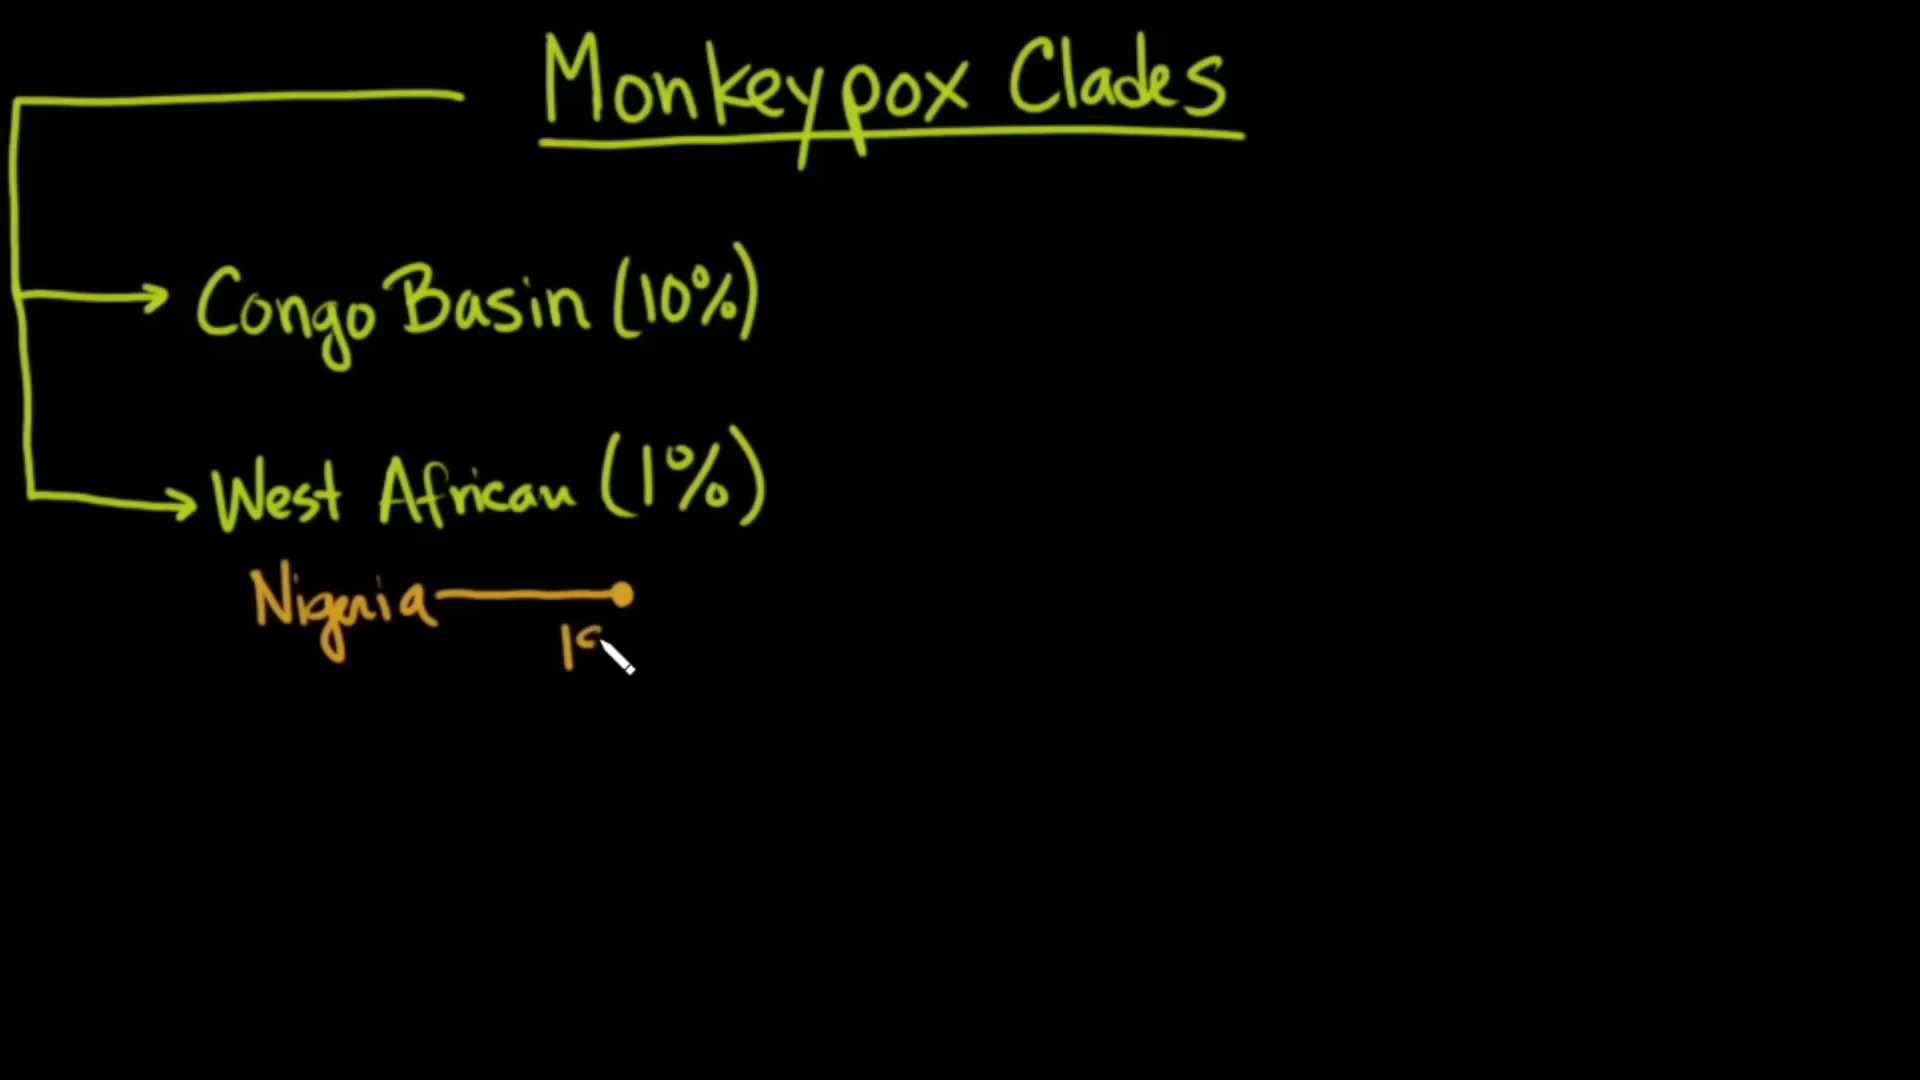 Monkeypox Clades
Congo Basin (10%)
West African (1%)
Nigeria